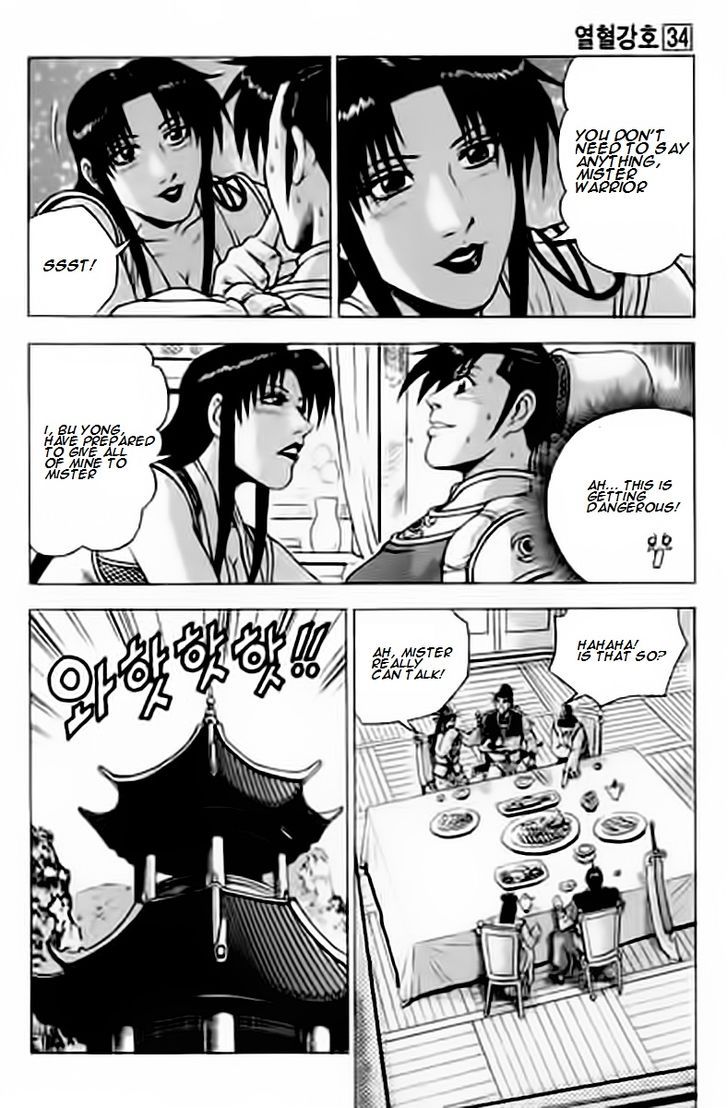 열혈강호 34
SSST!
YOU DON'T
NEED TO SAY
ANYTHING,
MISTER
WARRIOR
I, BU YONG,
HAVE PREPARED
TO GIVE ALL
OF MINE TO
MISTER
AH... THIS IS
GETTING
DANGEROUS!
와핫핫핫!!
AH, MISTER
REALLY
CAN TALK!
HAHAHA!
IS THAT SO?